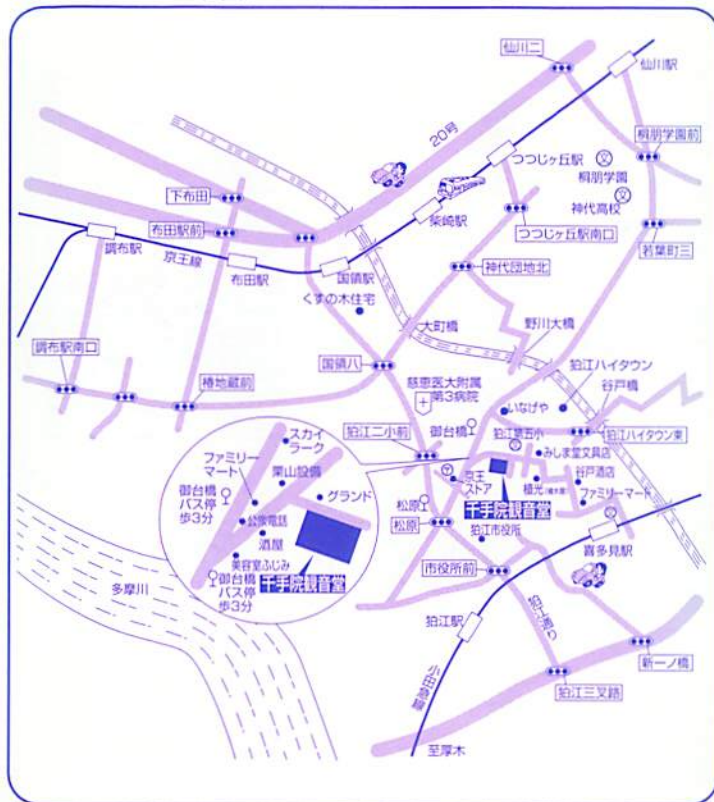 仙川二
仙川駅
20号
桐朋学園前
つつじヶ丘駅
桐朋学園
下布田
神代高校
柴崎駅
布田駅前
つつじヶ丘駅南口
若葉町三
調布駅
京王線
布田駅
国領駅
神代団地北
くすの木住宅
大町橋
野川大橋
調布駅南口
国領八
狛江ハイタウン
椿地蔵前
慈恵医大附属
第3病院
谷戸橋
いなげや
御台橋
狛江第五小
狛江ハイタウン東
狛江二小前
みしま堂文具店
スカイ
ラーク
ファミリー
マート
栗山設備
京王
ストア
植光(植木屋)
谷戸酒店
ファミリーマート
御台橋
バス停
歩3分
グランド
松原
千手院観音堂
公衆電話
松原
狛江市役所
喜多見駅
酒屋
美容室ふじみ
千手院観音堂
市役所前
多摩川
御台橋
バス停
歩3分
狛江駅
狛江通り
新一ノ橋
小田急線
狛江三叉路
至厚木